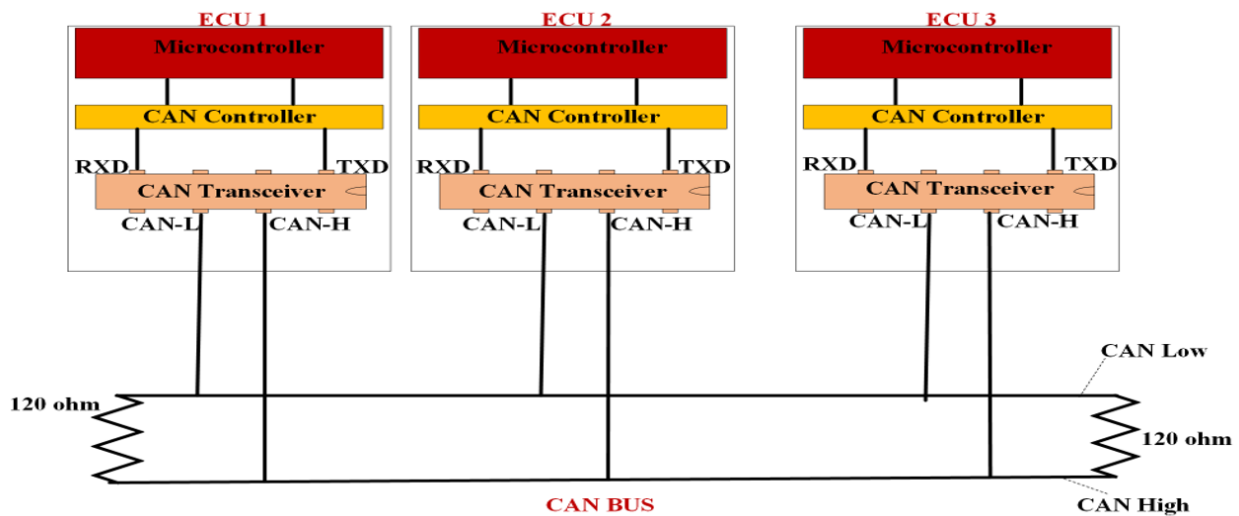 ECU 1
Microcontroller
CAN Controller
RXD
TXD
CAN Transceiver
CAN-L
CAN-H
ECU 2
Microcontroller
CAN Controller
RXD
TXD
CAN Transceiver
CAN-L
CAN-H
ECU 3
Microcontroller
CAN Controller
RXD
TXD
CAN Transceiver
CAN-L
CAN-H
CAN Low
120 ohm
120 ohm
CAN BUS
CAN High